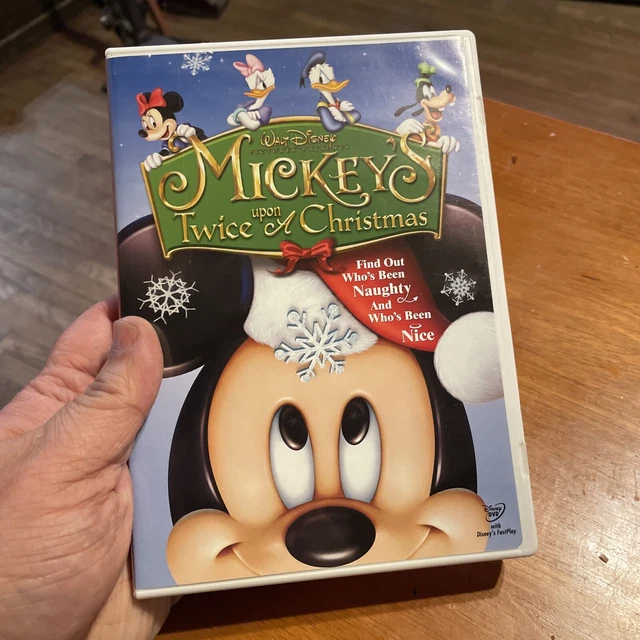 Walt Disney
MICKEY'S
Twice upon A Christmas
Find Out
Who's Been
Naughty
And
Who's Been
Nice
Disney
DVD
with
Disney's FastPlay